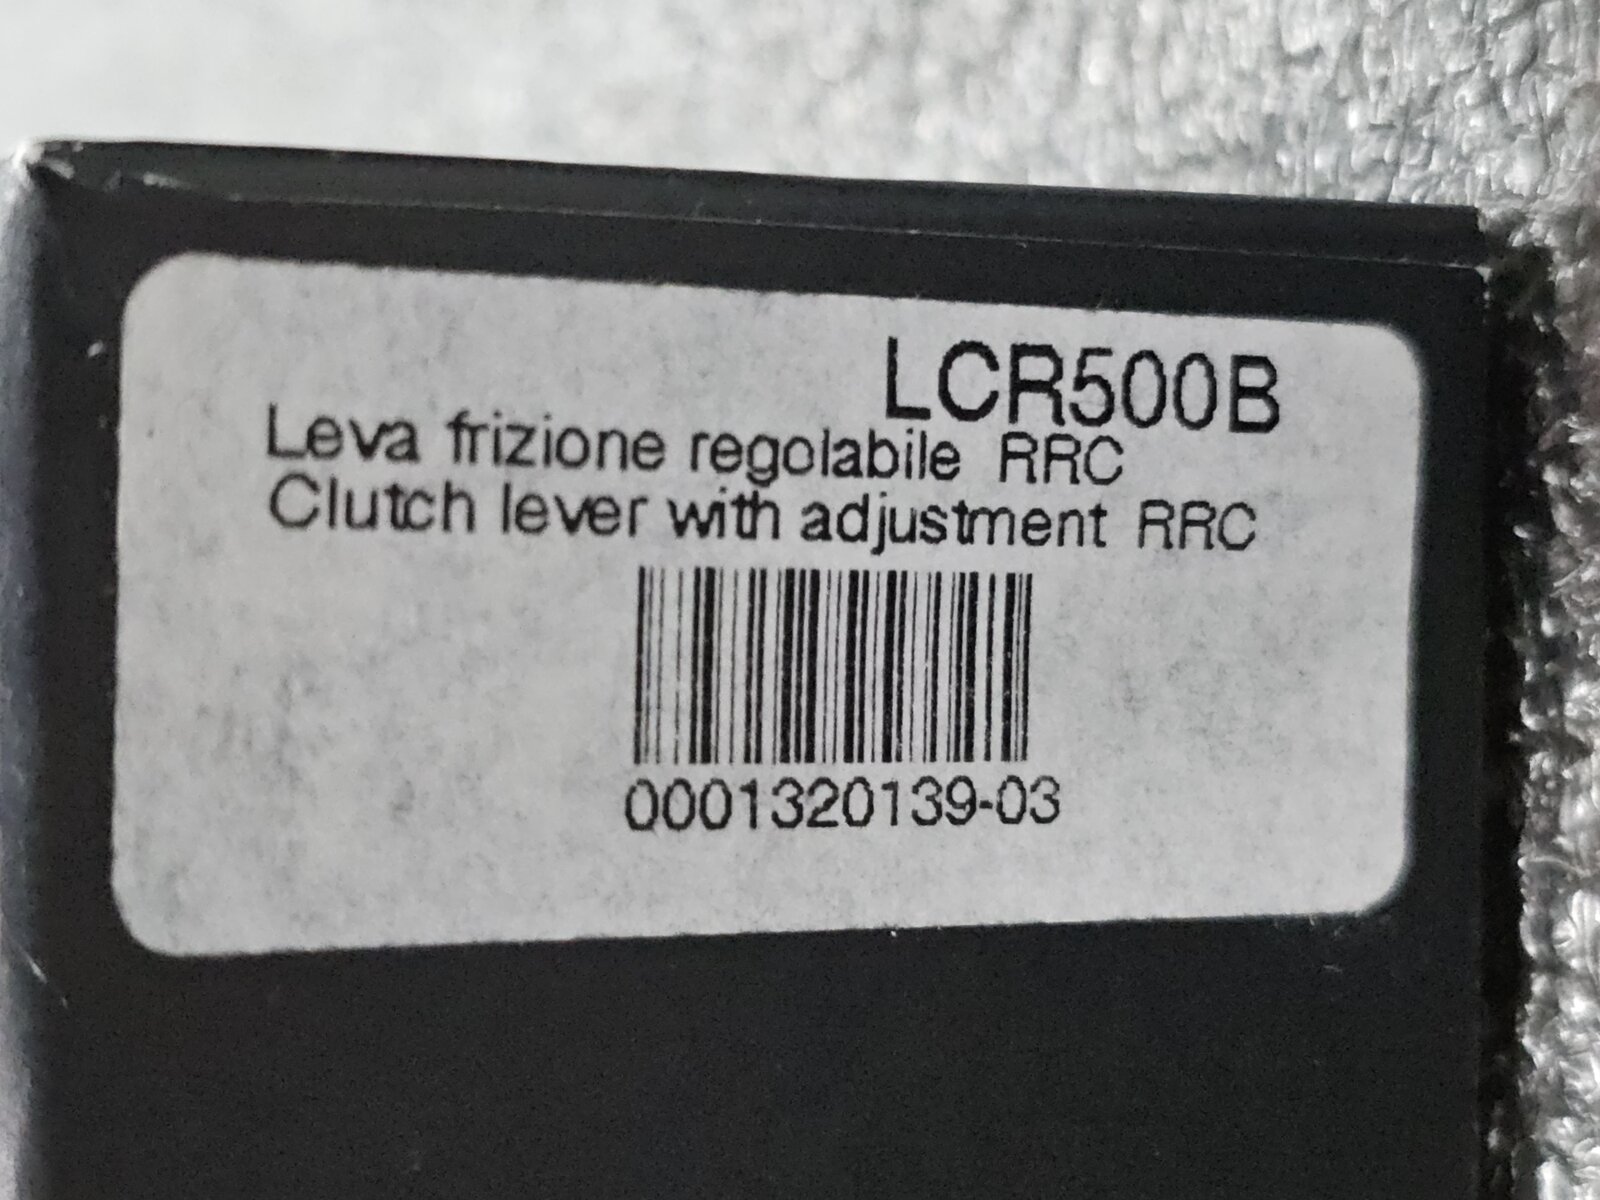 LCR500B
Leva frizione regolabile RRC
Clutch lever with adjustment RRC
0001320139-03